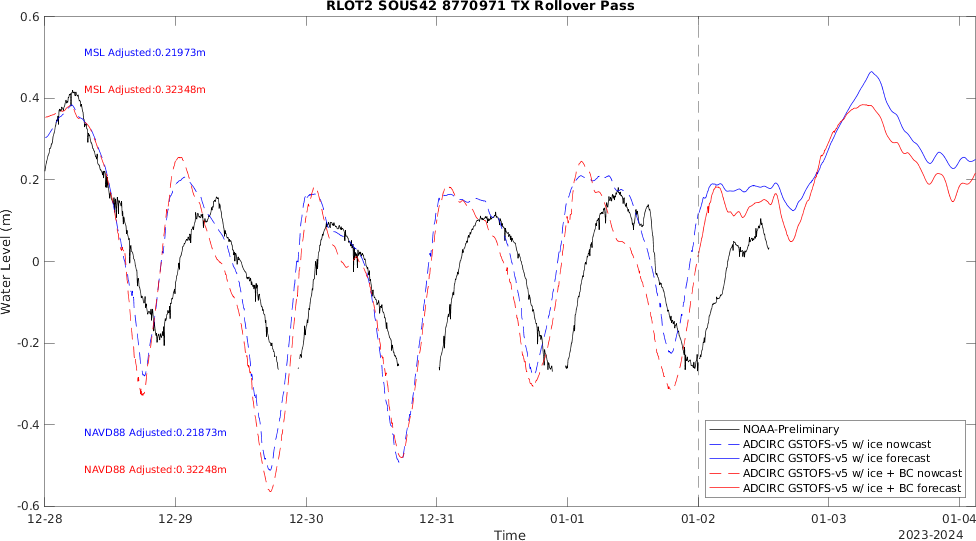 RLOT2 SOUS42 8770971 TX Rollover Pass
0.6
0.4
0.2
0
-0.2
-0.4
-0.6
Water Level (m)
MSL Adjusted:0.21973m
MSL Adjusted:0.32348m
NAVD88 Adjusted:0.21873m
NAVD88 Adjusted:0.32248m
NOAA-Preliminary
ADCIRC GSTOFS-v5 w/ ice nowcast
ADCIRC GSTOFS-v5 w/ ice forecast
ADCIRC GSTOFS-v5 w/ ice + BC nowcast
ADCIRC GSTOFS-v5 w/ ice + BC forecast
12-28 12-29 12-30 12-31 01-01 01-02 01-03 01-04
Time
2023-2024